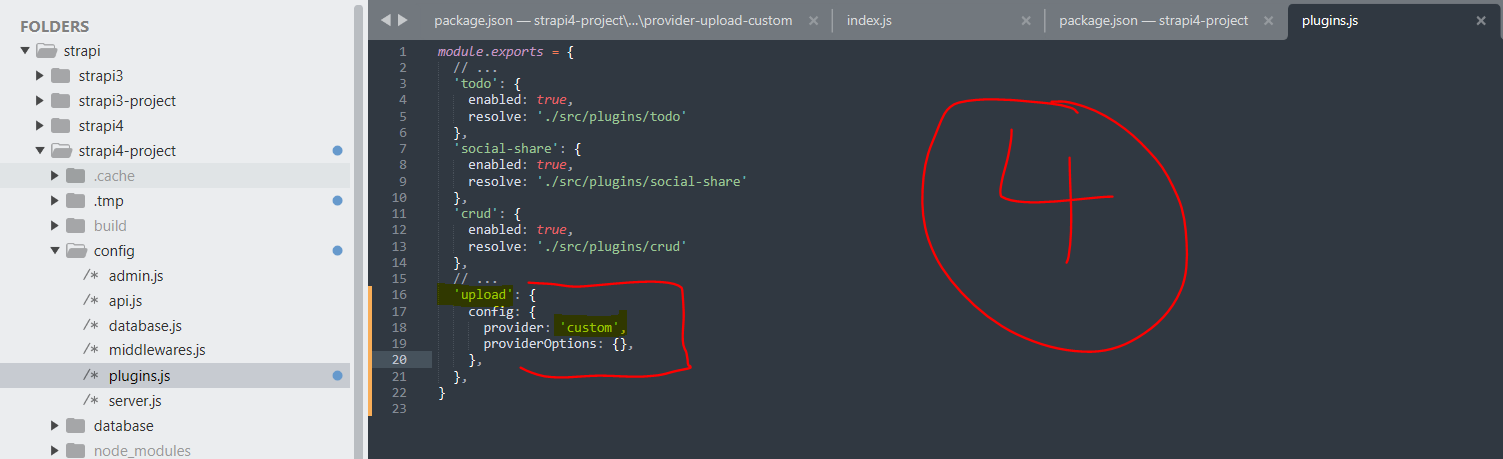 FOLDERS
strapi
strapi3
strapi3-project
strapi4
strapi4-project
.cache
.tmp
build
config
/* admin.js
/* api.js
/* database.js
/* middlewares.js
/* plugins.js
/* server.js
database
node_modules
package.json — strapi4-project\...\provider-upload-custom
index.js
package.json — strapi4-project
plugins.js
1 module.exports = {
2   // ...
3   'todo': {
4     enabled: true,
5     resolve: './src/plugins/todo'
6   },
7   'social-share': {
8     enabled: true,
9     resolve: './src/plugins/social-share'
10   },
11   'crud': {
12     enabled: true,
13     resolve: './src/plugins/crud'
14   },
15   // ...
16   'upload': {
17     config: {
18       provider: 'custom',
19       providerOptions: {},
20     },
21   },
22 }
23
4